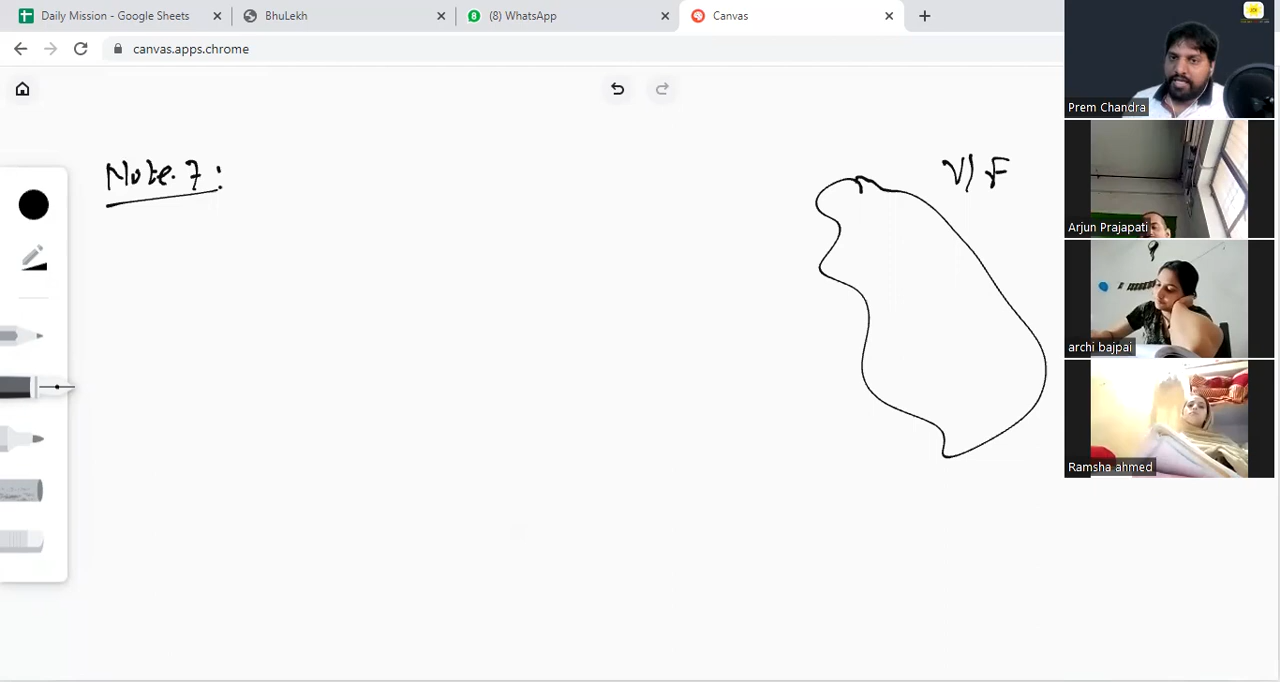 Daily Mission - Google Sheets
BhuLekh
(8) WhatsApp
Canvas
canvas.apps.chrome
Note.7:
V/F
Prem Chandra
Arjun Prajapati
archi bajpai
Ramsha ahmed